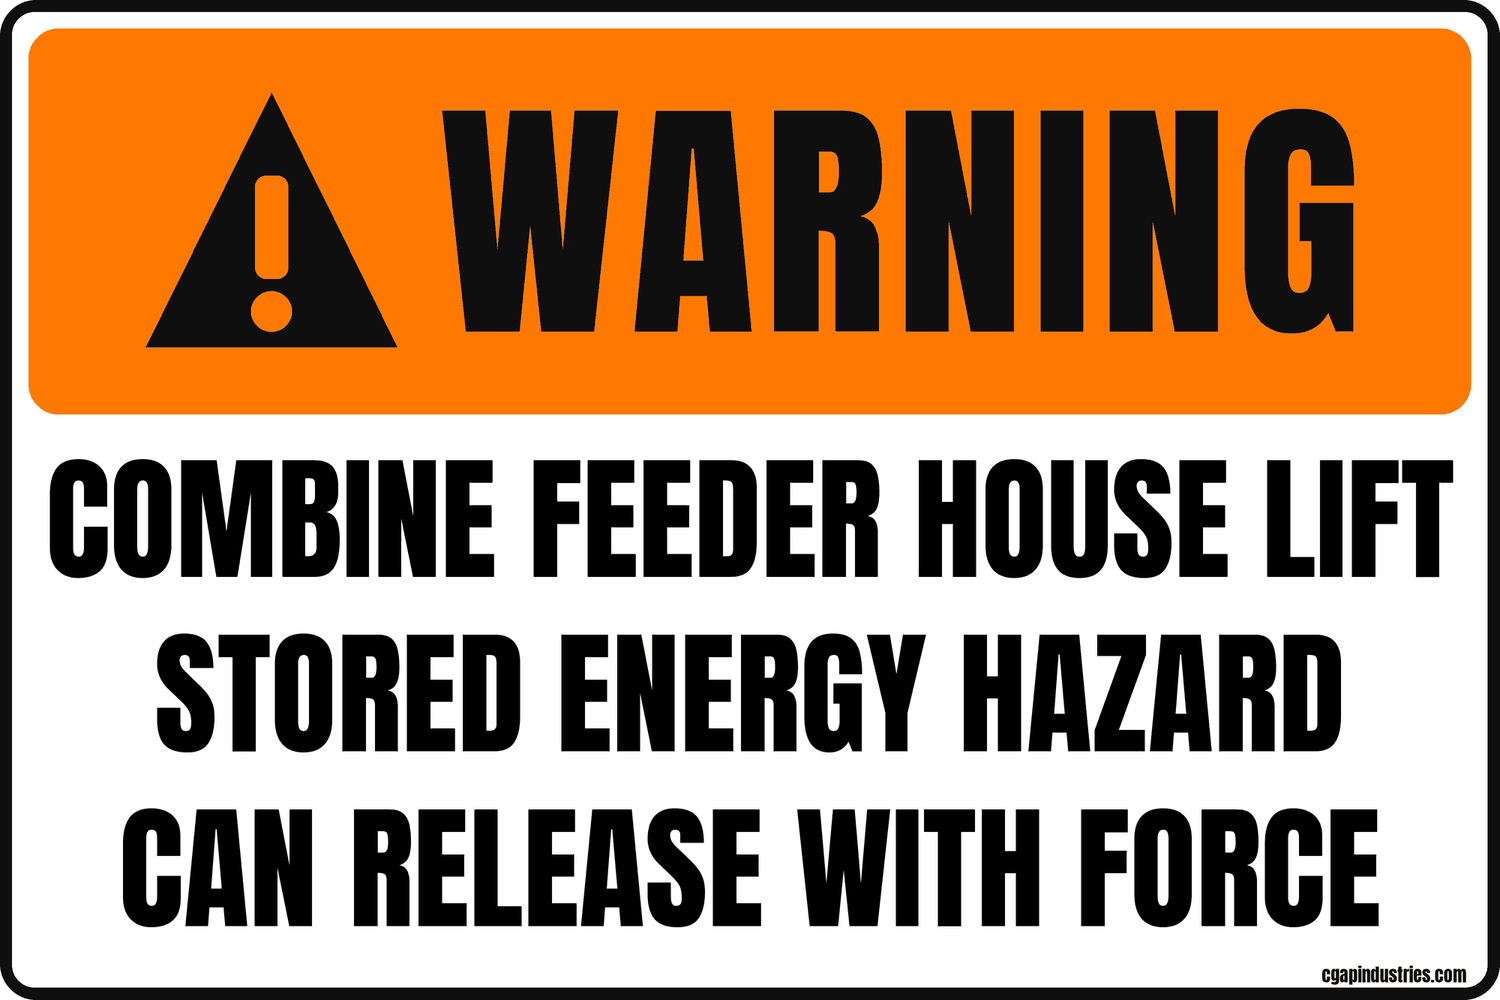 WARNING
COMBINE FEEDER HOUSE LIFT
STORED ENERGY HAZARD
CAN RELEASE WITH FORCE
cgapindustries.com